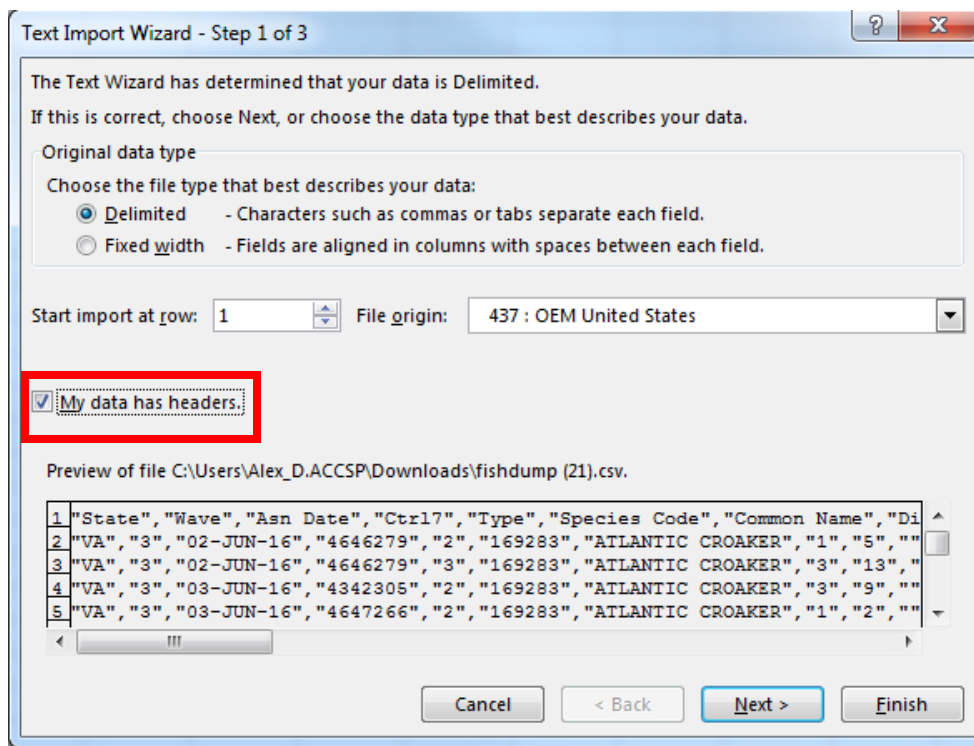 Text Import Wizard - Step 1 of 3
The Text Wizard has determined that your data is Delimited.
If this is correct, choose Next, or choose the data type that best describes your data.
Original data type
Choose the file type that best describes your data:
Delimited - Characters such as commas or tabs separate each field.
Fixed width - Fields are aligned in columns with spaces between each field.
Start import at row: 1 File origin: 437 : OEM United States
My data has headers.
Preview of file C:\Users\Alex_D.ACCSP\Downloads\fishdump (21).csv.
1 "State","Wave","Asn Date","Ctrl7","Type","Species Code","Common Name","Di
2 "VA","3","02-JUN-16","4646279","2","169283","ATLANTIC CROAKER","1","5",""
3 "VA","3","02-JUN-16","4646279","3","169283","ATLANTIC CROAKER","3","13","
4 "VA","3","03-JUN-16","4342305","2","169283","ATLANTIC CROAKER","3","9",""
5 "VA","3","03-JUN-16","4647266","2","169283","ATLANTIC CROAKER","1","2",""
Cancel < Back Next > Finish